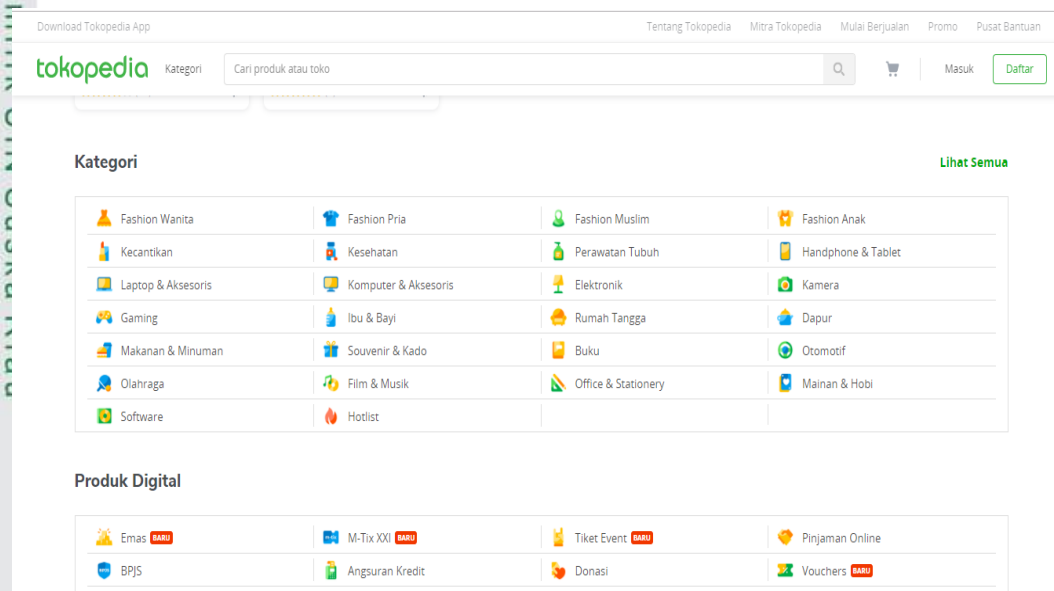 Download Tokopedia App Tentang Tokopedia Mitra Tokopedia Mulai Berjualan Promo Pusat Bantuan
tokopedia Kategori Cari produk atau toko Masuk Daftar
Kategori Lihat Semua
Fashion Wanita Fashion Pria Fashion Muslim Fashion Anak
Kecantikan Kesehatan Perawatan Tubuh Handphone & Tablet
Laptop & Aksesoris Komputer & Aksesoris Elektronik Kamera
Gaming Ibu & Bayi Rumah Tangga Dapur
Makanan & Minuman Souvenir & Kado Buku Otomotif
Olahraga Film & Musik Office & Stationery Mainan & Hobi
Software Hotlist
Produk Digital
Emas BARU M-Tix XXI BARU Tiket Event BARU Pinjaman Online
BPJS Angsuran Kredit Donasi Vouchers BARU